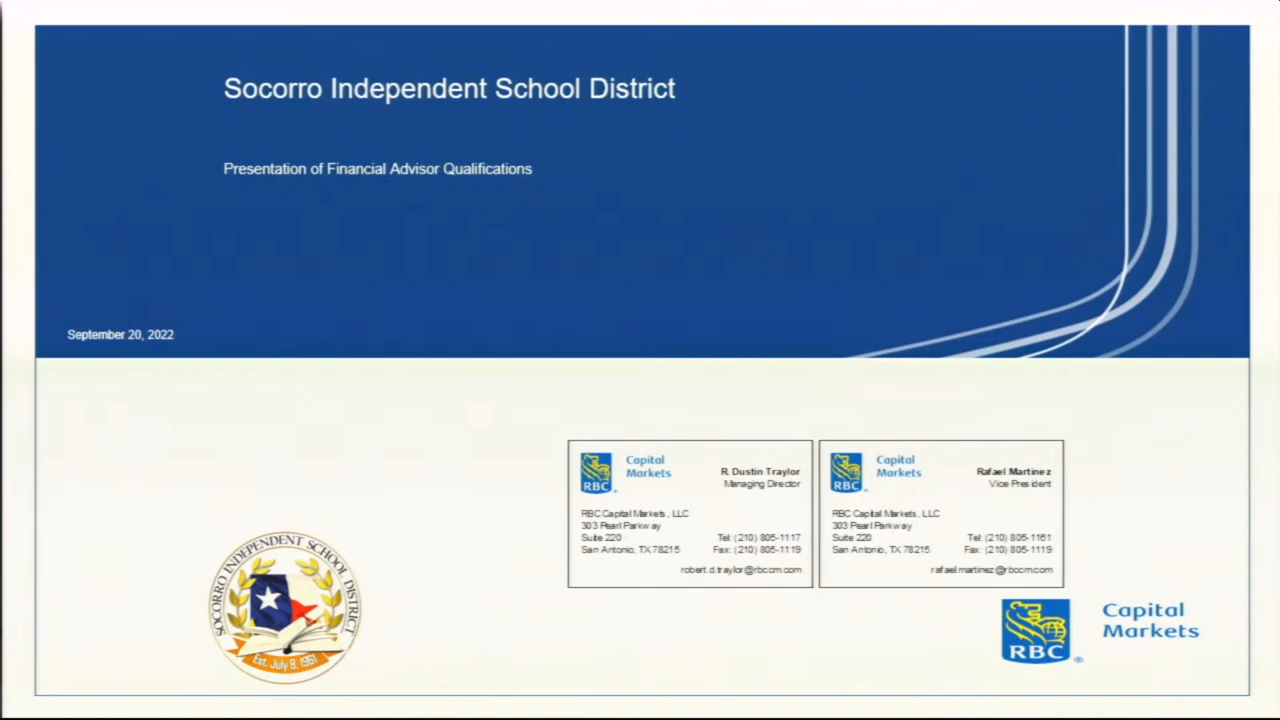 Socorro Independent School District
Presentation of Financial Advisor Qualifications
September 20, 2022
RBC
Capital
Markets
R. Dustin Traylor
Managing Director
RBC Capital Markets, LLC
303 Pearl Parkway
Suite 220
Tel: (210) 805-1117
San Antonio, TX 78215
Fax: (210) 805-1119
robert.d.traylor@rbccm.com
RBC
Capital
Markets
Rafael Martinez
Vice President
RBC Capital Markets, LLC
303 Pearl Parkway
Suite 220
Tel: (210) 805-1161
San Antonio, TX 78215
Fax: (210) 805-1119
rafael.martinez@rbccm.com
SOCORRO INDEPENDENT SCHOOL DISTRICT
Est. July 8, 1961
RBC ®
Capital
Markets